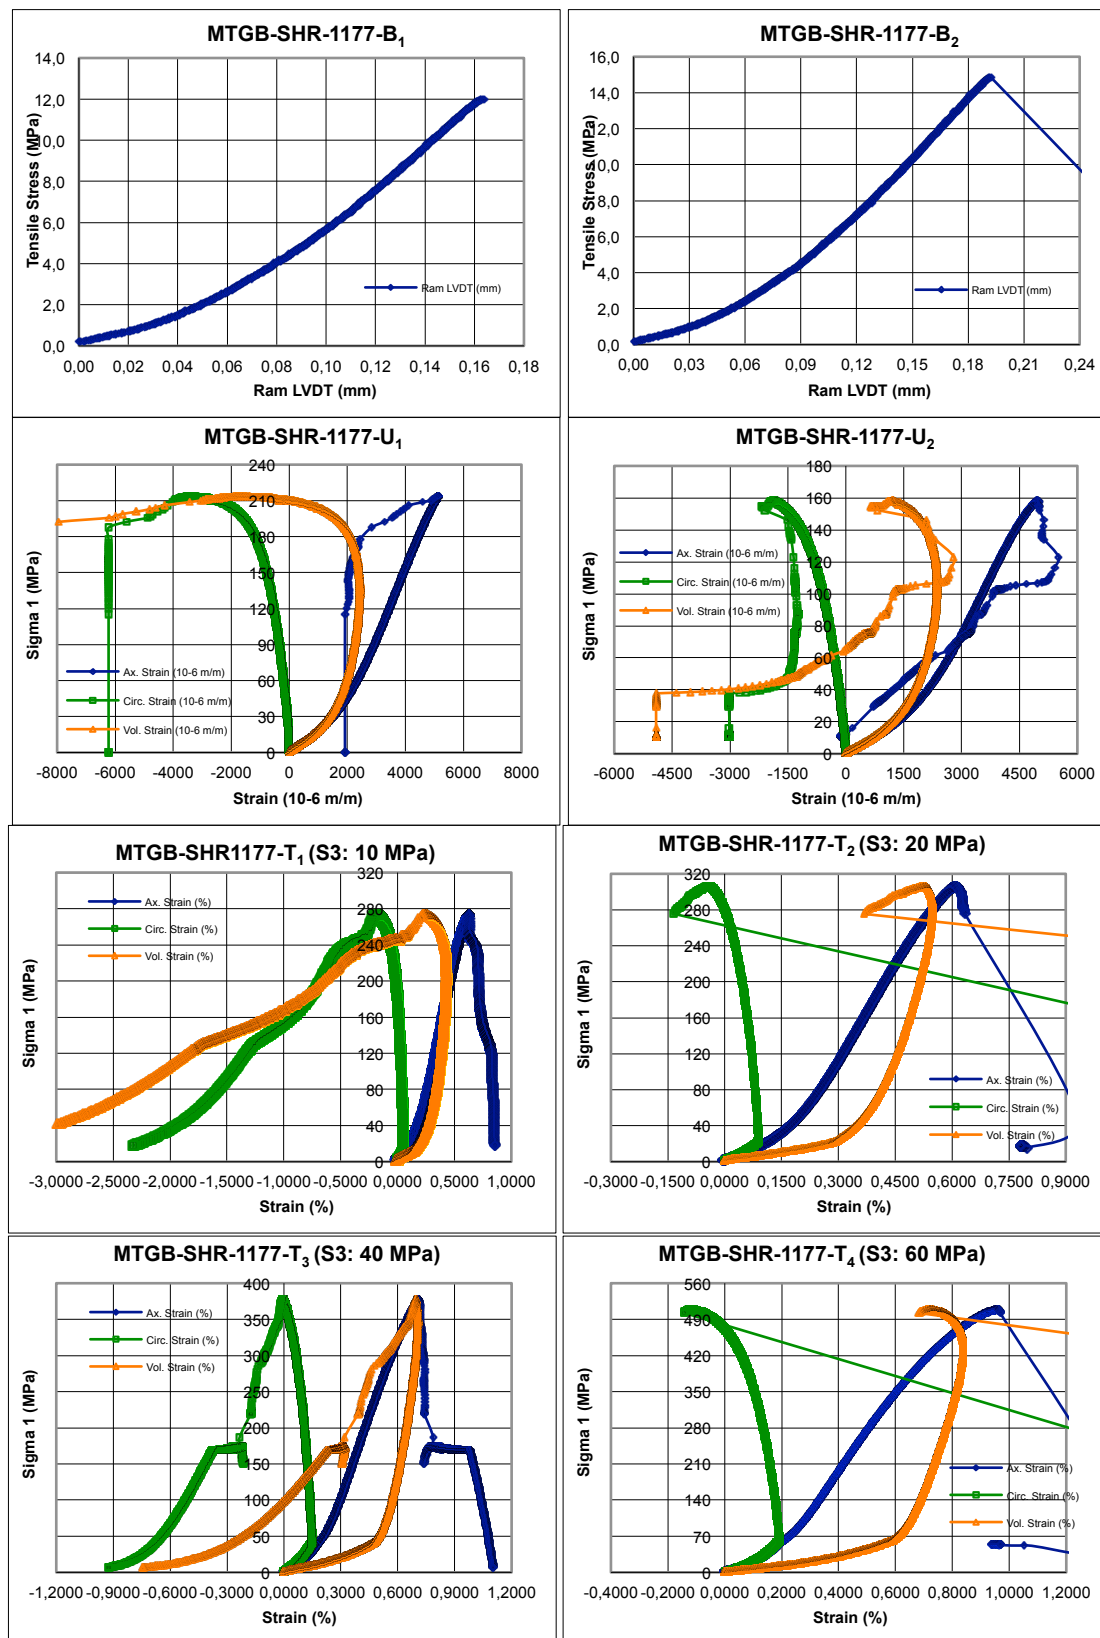 MTGB-SHR-1177-B1
14,0
12,0
10,0
8,0
6,0
4,0
2,0
0,0
Tensile Stress (MPa)
Ram LVDT (mm)
0,00 0,02 0,04 0,06 0,08 0,10 0,12 0,14 0,16 0,18
Ram LVDT (mm)
MTGB-SHR-1177-B2
16,0
14,0
12,0
10,0
8,0
6,0
4,0
2,0
0,0
Tensile Stress (MPa)
Ram LVDT (mm)
0,00 0,03 0,06 0,09 0,12 0,15 0,18 0,21 0,24
Ram LVDT (mm)
MTGB-SHR-1177-U1
240
210
180
150
120
90
60
30
0
Sigma 1 (MPa)
Ax. Strain (10-6 m/m)
Circ. Strain (10-6 m/m)
Vol. Strain (10-6 m/m)
-8000 -6000 -4000 -2000 0 2000 4000 6000 8000
Strain (10-6 m/m)
MTGB-SHR-1177-U2
180
160
140
120
100
80
60
40
20
0
Sigma 1 (MPa)
Ax. Strain (10-6 m/m)
Circ. Strain (10-6 m/m)
Vol. Strain (10-6 m/m)
-6000 -4500 -3000 -1500 0 1500 3000 4500 6000
Strain (10-6 m/m)
MTGB-SHR1177-T1 (S3: 10 MPa)
320
280
240
200
160
120
80
40
0
Sigma 1 (MPa)
Ax. Strain (%)
Circ. Strain (%)
Vol. Strain (%)
-3,0000 -2,5000 -2,0000 -1,5000 -1,0000 -0,5000 0,0000 0,5000 1,0000
Strain (%)
MTGB-SHR-1177-T2 (S3: 20 MPa)
320
280
240
200
160
120
80
40
0
Sigma 1 (MPa)
Ax. Strain (%)
Circ. Strain (%)
Vol. Strain (%)
-0,3000 -0,1500 0,0000 0,1500 0,3000 0,4500 0,6000 0,7500 0,9000
Strain (%)
MTGB-SHR-1177-T3 (S3: 40 MPa)
400
350
300
250
200
150
100
50
0
Sigma 1 (MPa)
Ax. Strain (%)
Circ. Strain (%)
Vol. Strain (%)
-1,2000 -0,9000 -0,6000 -0,3000 0,0000 0,3000 0,6000 0,9000 1,2000
Strain (%)
MTGB-SHR-1177-T4 (S3: 60 MPa)
560
490
420
350
280
210
140
70
0
Sigma 1 (MPa)
Ax. Strain (%)
Circ. Strain (%)
Vol. Strain (%)
-0,4000 -0,2000 0,0000 0,2000 0,4000 0,6000 0,8000 1,0000 1,2000
Strain (%)